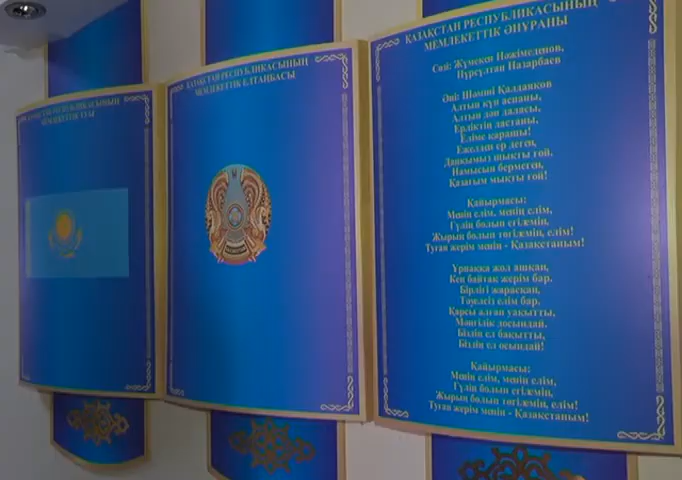 ҚАЗАҚСТАН РЕСПУБЛИКАСЫНЫҢ
МЕМЛЕКЕТТІК ТУЫ
ҚАЗАҚСТАН РЕСПУБЛИКАСЫНЫҢ
МЕМЛЕКЕТТІК ЕЛТАҢБАСЫ
ҚАЗАҚСТАН РЕСПУБЛИКАСЫНЫҢ
МЕМЛЕКЕТТІК ӘНҰРАНЫ
Сөзі: Жұмекен Нәжімеденов,
Нұрсұлтан Назарбаев
Әні: Шәмші Қалдаяқов
Алтын күн аспаны,
Алтын дән даласы,
Ерліктің дастаны,
Еліме қарашы!
Ежелден ер деген,
Даңқымыз шықты ғой.
Намысын бермеген,
Қазағым мықты ғой!
Қайырмасы:
Менің елім, менің елім,
Гүлің болып егілемін,
Жырың болып төгілемін, елім!
Туған жерім менің - Қазақстаным!
Ұрпаққа жол ашқан,
Кең байтақ жерім бар.
Бірлігі жарасқан,
Тәуелсіз елім бар.
Қарсы алған уақытты,
Мәңгілік досындай.
Біздің ел бақытты,
Біздің ел осындай!
Қайырмасы:
Менің елім, менің елім,
Гүлің болып егілемін,
Жырың болып төгілемін, елім!
Туған жерім менің - Қазақстаным!